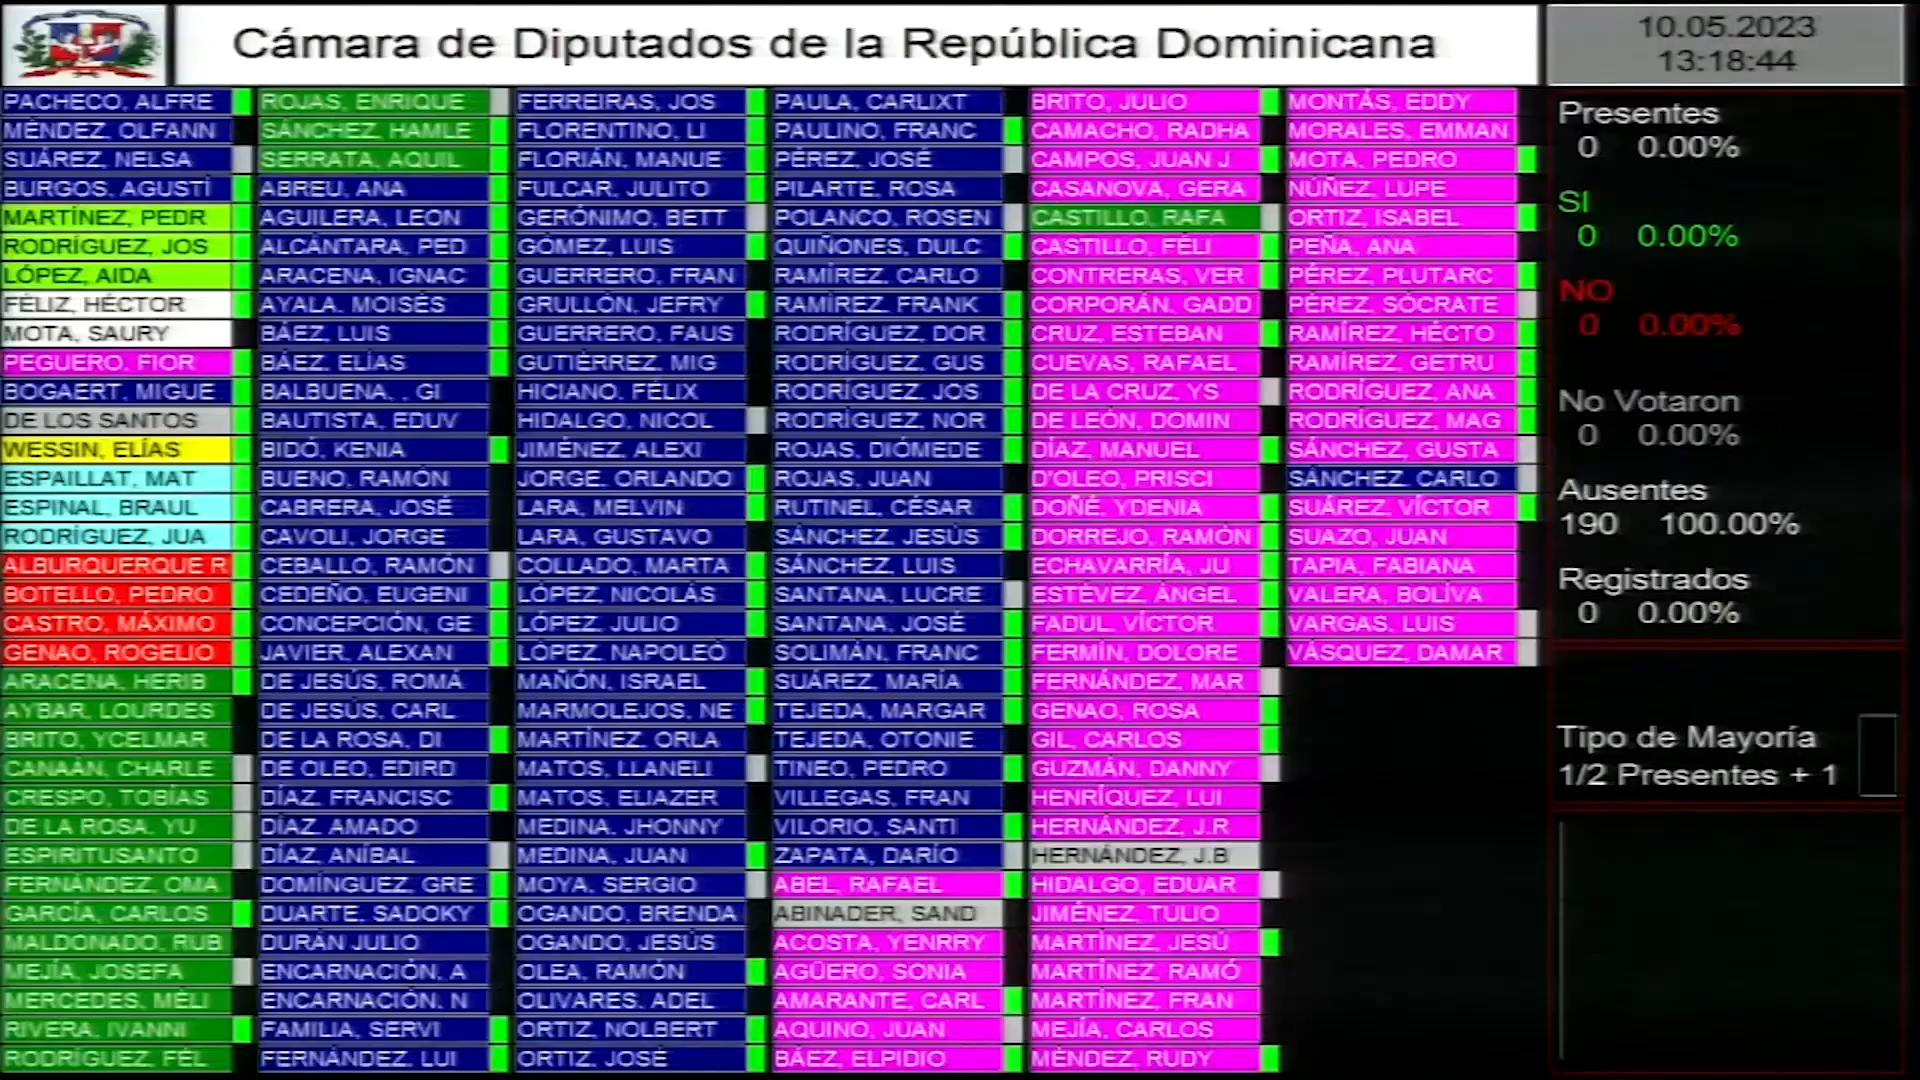 Cámara de Diputados de la República Dominicana
10.05.2023
13:18:44
PACHECO, ALFRE
MÉNDEZ, OLFANN
SUÁREZ, NELSA
BURGOS, AGUSTÍ
MARTÍNEZ, PEDR
RODRÍGUEZ, JOS
LÓPEZ, AIDA
FÉLIZ, HÉCTOR
MOTA, SAURY
PEGUERO, FIOR
BOGAERT, MIGUE
DE LOS SANTOS
WESSIN, ELÍAS
ESPAILLAT, MAT
ESPINAL, BRAUL
RODRÍGUEZ, JUA
ALBURQUERQUE R
BOTELLO, PEDRO
CASTRO, MÁXIMO
GENAO, ROGELIO
ARACENA, HERIB
AYBAR, LOURDES
BRITO, YCELMAR
CANAÁN, CHARLE
CRESPO, TOBÍAS
DE LA ROSA, YU
ESPIRITUSANTO
FERNÁNDEZ, OMA
GARCÍA, CARLOS
MALDONADO, RUB
MEJÍA, JOSEFA
MERCEDES, MÉLI
RIVERA, IVANNI
RODRÍGUEZ, FÉL
ROJAS, ENRIQUE
SÁNCHEZ, HAMLE
SERRATA, AQUIL
ABREU, ANA
AGUILERA, LEON
ALCÁNTARA, PED
ARACENA, IGNAC
AYALA, MOISÉS
BÁEZ, LUIS
BÁEZ, ELÍAS
BALBUENA, . GI
BAUTISTA, EDUV
BIDÓ, KENIA
BUENO, RAMÓN
CABRERA, JOSÉ
CAVOLI, JORGE
CEBALLO, RAMÓN
CEDEÑO, EUGENI
CONCEPCIÓN, GE
JAVIER, ALEXAN
DE JESÚS, ROMÁ
DE JESÚS, CARL
DE LA ROSA, DI
DE OLEO, EDIRD
DÍAZ, FRANCISC
DÍAZ, AMADO
DÍAZ, ANÍBAL
DOMÍNGUEZ, GRE
DUARTE, SADOKY
DURÁN JULIO
ENCARNACIÓN, A
ENCARNACIÓN, N
FAMILIA, SERVI
FERNÁNDEZ, LUI
FERREIRAS, JOS
FLORENTINO, LI
FLORIÁN, MANUE
FULCAR, JULITO
GERÓNIMO, BETT
GÓMEZ, LUIS
GUERRERO, FRAN
GRULLÓN, JEFRY
GUERRERO, FAUS
GUTIÉRREZ, MIG
HICIANO, FÉLIX
HIDALGO, NICOL
JIMÉNEZ, ALEXI
JORGE, ORLANDO
LARA, MELVIN
LARA, GUSTAVO
COLLADO, MARTA
LÓPEZ, NICOLÁS
LÓPEZ, JULIO
LÓPEZ, NAPOLEÓ
MAÑÓN, ISRAEL
MARMOLEJOS, NE
MARTÍNEZ, ORLA
MATOS, LLANELI
MATOS, ELIAZER
MEDINA, JHONNY
MEDINA, JUAN
MOYA, SERGIO
OGANDO, BRENDA
OGANDO, JESÚS
OLEA, RAMÓN
OLIVARES, ADEL
ORTIZ, NOLBERT
ORTIZ, JOSÉ
PAULA, CARLIXT
PAULINO, FRANC
PÉREZ, JOSÉ
PILARTE, ROSA
POLANCO, ROSEN
QUIÑONES, DULC
RAMÍREZ, CARLO
RAMÍREZ, FRANK
RODRÍGUEZ, DOR
RODRÍGUEZ, GUS
RODRÍGUEZ, JOS
RODRÍGUEZ, NOR
ROJAS, DIÓMEDE
ROJAS, JUAN
RUTINEL, CÉSAR
SÁNCHEZ, JESÚS
SÁNCHEZ, LUIS
SANTANA, LUCRE
SANTANA, JOSÉ
SOLIMÁN, FRANC
SUÁREZ, MARÍA
TEJEDA, MARGAR
TEJEDA, OTONIE
TINEO, PEDRO
VILLEGAS, FRAN
VILORIO, SANTI
ZAPATA, DARÍO
ABEL, RAFAEL
ABINADER, SAND
ACOSTA, YENRRY
AGÜERO, SONIA
AMARANTE, CARL
AQUINO, JUAN
BÁEZ, ELPIDIO
BRITO, JULIO
CAMACHO, RADHA
CAMPOS, JUAN J
CASANOVA, GERA
CASTILLO, RAFA
CASTILLO, FÉLI
CONTRERAS, VER
CORPORÁN, GADD
CRUZ, ESTEBAN
CUEVAS, RAFAEL
DE LA CRUZ, YS
DE LEÓN, DOMIN
DÍAZ, MANUEL
D'OLEO, PRISCI
DOÑÉ, YDENIA
DORREJO, RAMÓN
ECHAVARRÍA, JU
ESTÉVEZ, ÁNGEL
FADUL, VÍCTOR
FERMÍN, DOLORE
FERNÁNDEZ, MAR
GENAO, ROSA
GIL, CARLOS
GUZMÁN, DANNY
HENRÍQUEZ, LUI
HERNÁNDEZ, J.R
HERNÁNDEZ, J.B
HIDALGO, EDUAR
JIMÉNEZ, TULIO
MARTÍNEZ, JESÚ
MARTÍNEZ, RAMÓ
MARTÍNEZ, FRAN
MEJÍA, CARLOS
MÉNDEZ, RUDY
MONTÁS, EDDY
MORALES, EMMAN
MOTA, PEDRO
NÚÑEZ, LUPE
ORTIZ, ISABEL
PEÑA, ANA
PÉREZ, PLUTARC
PÉREZ, SÓCRATE
RAMÍREZ, HÉCTO
RAMÍREZ, GETRU
RODRÍGUEZ, ANA
RODRÍGUEZ, MAG
SÁNCHEZ, GUSTA
SÁNCHEZ, CARLO
SUÁREZ, VÍCTOR
SUAZO, JUAN
TAPIA, FABIANA
VALERA, BOLÍVA
VARGAS, LUIS
VÁSQUEZ, DAMAR
Presentes
0 0.00%
SI
0 0.00%
NO
0 0.00%
No Votaron
0 0.00%
Ausentes
190 100.00%
Registrados
0 0.00%
Tipo de Mayoría
1/2 Presentes + 1